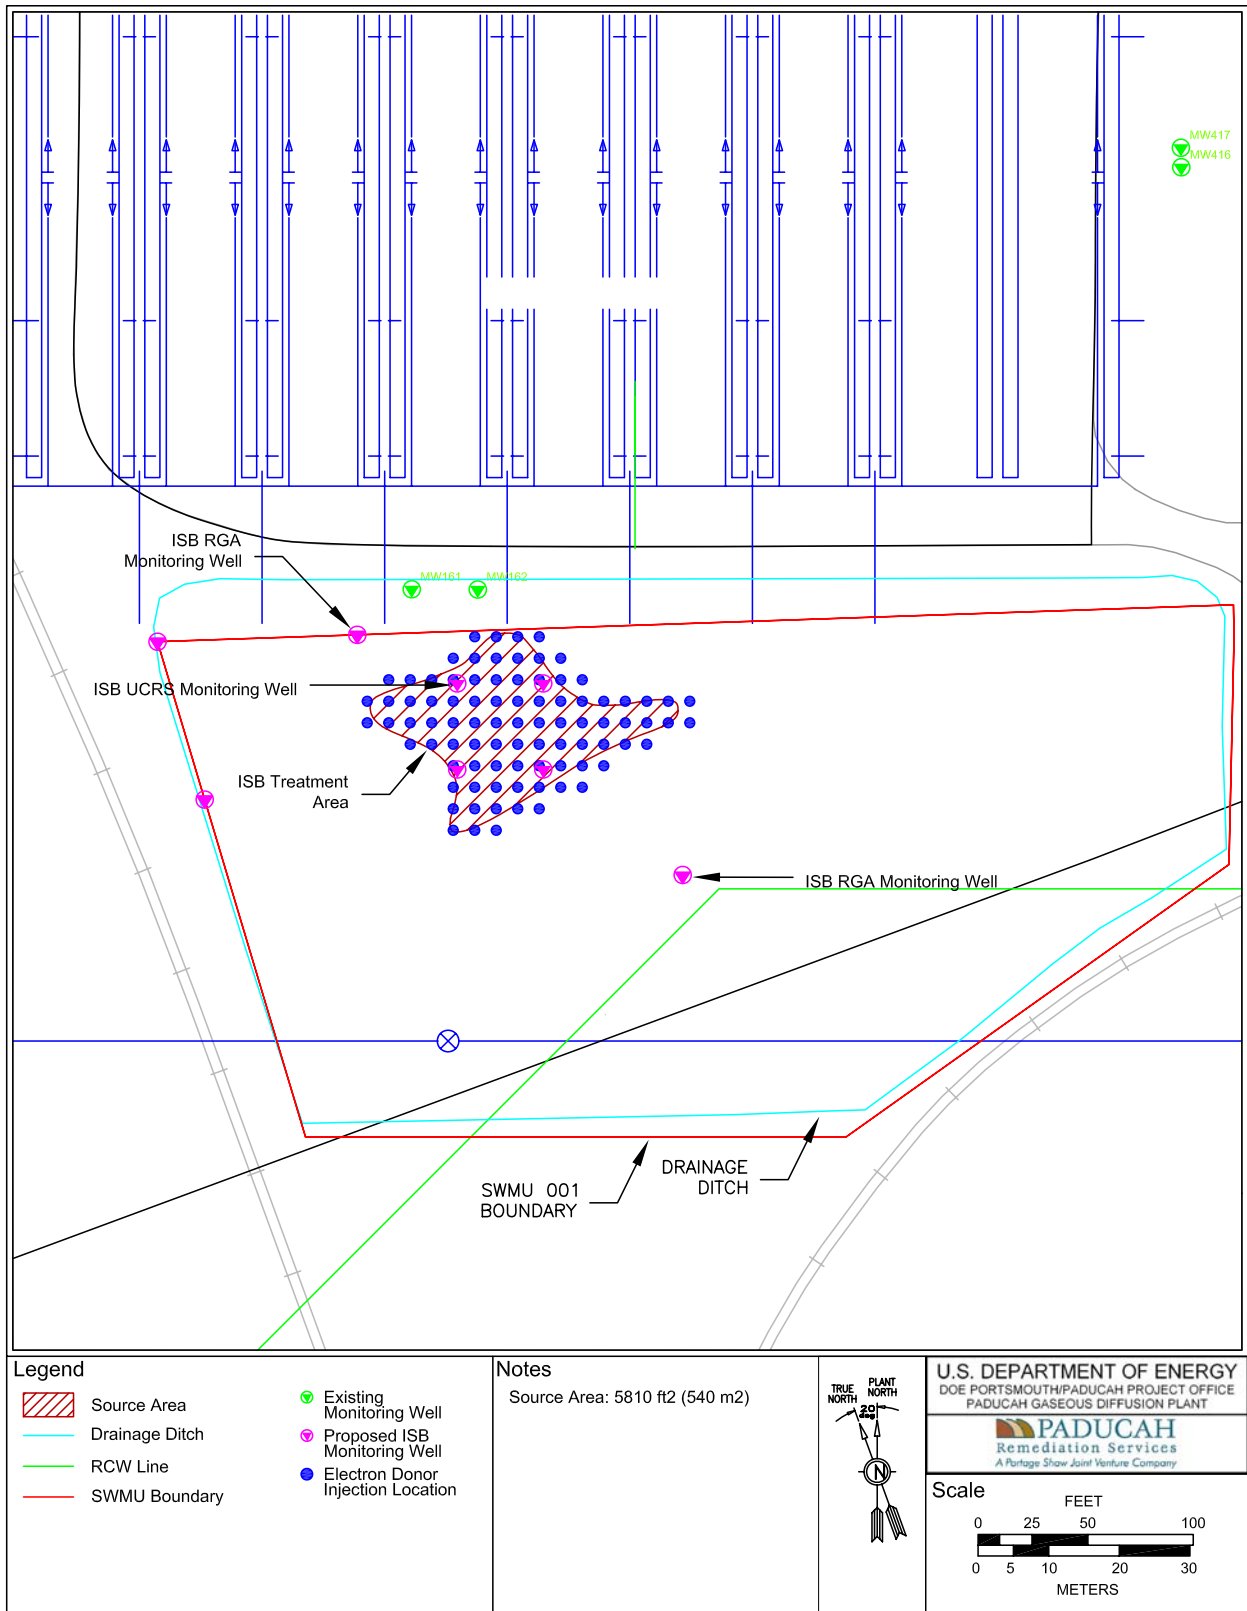 MW417
MW416
ISB RGA
Monitoring Well
MW161
MW162
ISB UCRS Monitoring Well
ISB Treatment
Area
ISB RGA Monitoring Well
DRAINAGE
DITCH
SWMU 001
BOUNDARY
Legend
Source Area
Drainage Ditch
RCW Line
SWMU Boundary
Existing
Monitoring Well
Proposed ISB
Monitoring Well
Electron Donor
Injection Location
Notes
Source Area: 5810 ft2 (540 m2)
TRUE
NORTH
PLANT
NORTH
20
deg
N
U.S. DEPARTMENT OF ENERGY
DOE PORTSMOUTH/PADUCAH PROJECT OFFICE
PADUCAH GASEOUS DIFFUSION PLANT
PADUCAH
Remediation Services
A Portage Shaw Joint Venture Company
Scale
FEET
0 25 50 100
0 5 10 20 30
METERS